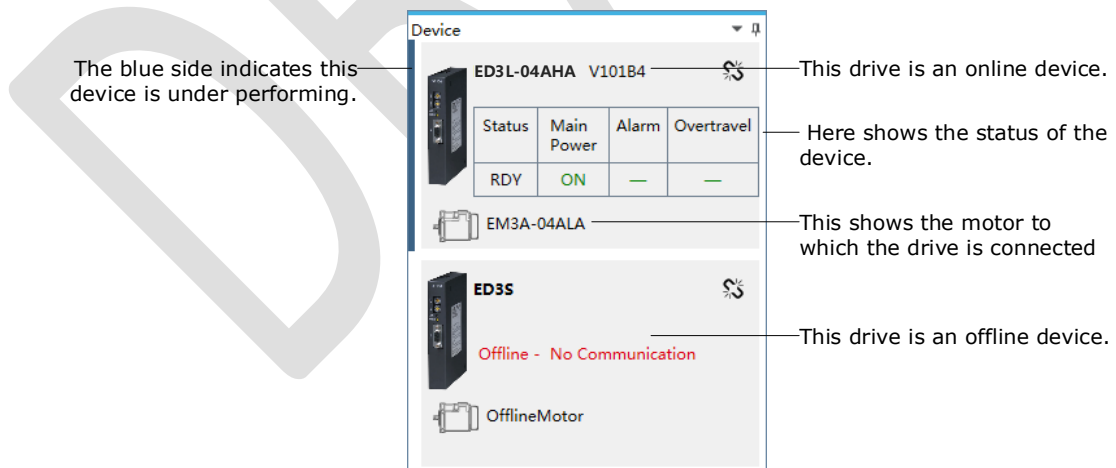 Device
The blue side indicates this
device is under performing.
ED3L-04AHA V101B4
This drive is an online device.
Status Main Power Alarm Overtravel
RDY ON — —
Here shows the status of the
device.
EM3A-04ALA
This shows the motor to
which the drive is connected
ED3S
Offline - No Communication
This drive is an offline device.
OfflineMotor